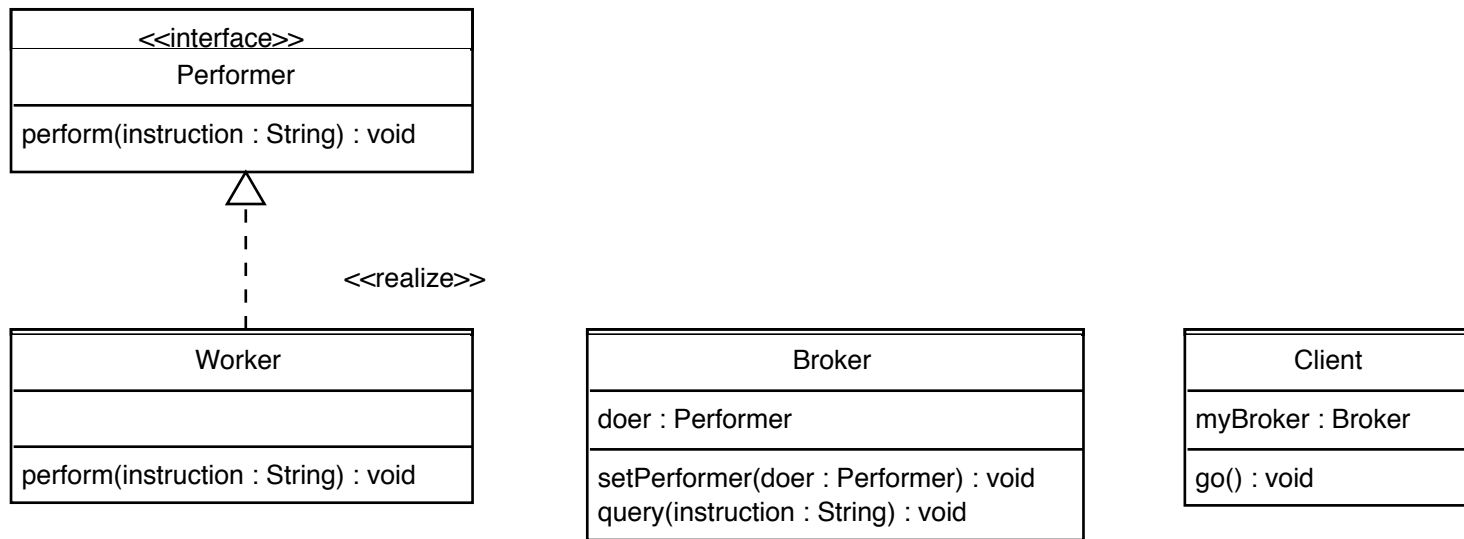 <<interface>>
Performer
perform(instruction : String) : void
<<realize>>
Worker
perform(instruction : String) : void
Broker
doer : Performer
setPerformer(doer : Performer) : void
query(instruction : String) : void
Client
myBroker : Broker
go() : void